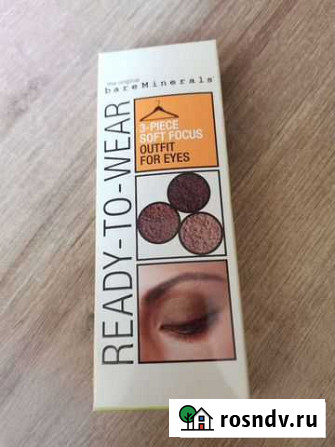 the original
bareMinerals®
READY-TO-WEAR
3-PIECE
SOFT FOCUS
OUTFIT
FOR EYES
rosndv.ru